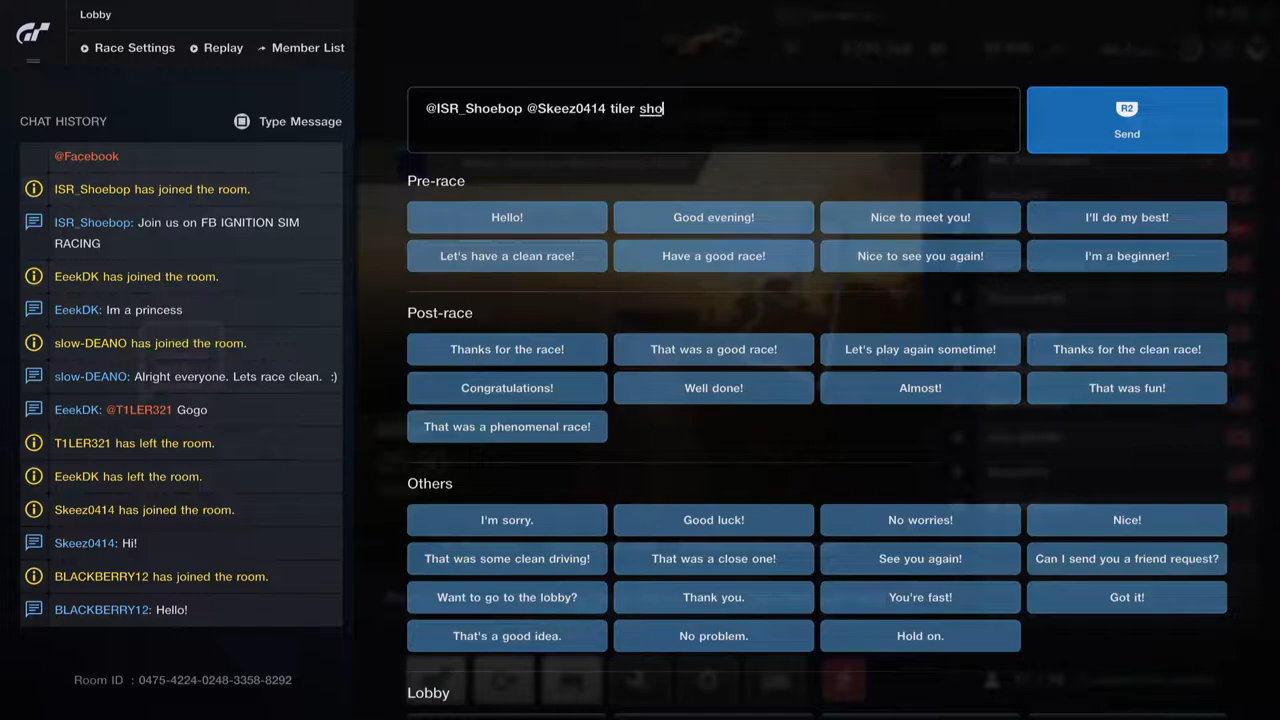 Lobby
Race Settings
Replay
Member List
CHAT HISTORY
Type Message
@Facebook
ISR_Shoebop has joined the room.
ISR_Shoebop: Join us on FB IGNITION SIM
RACING
EeekDK has joined the room.
EeekDK: Im a princess
slow-DEANO has joined the room.
slow-DEANO: Alright everyone. Lets race clean. :)
EeekDK: @T1LER321 Gogo
T1LER321 has left the room.
EeekDK has left the room.
Skeez0414 has joined the room.
Skeez0414: Hi!
BLACKBERRY12 has joined the room.
BLACKBERRY12: Hello!
Room ID : 0475-4224-0248-3358-8292
@ISR_Shoebop @Skeez0414 tiler sho
R2
Send
Pre-race
Hello!
Good evening!
Nice to meet you!
I'll do my best!
Let's have a clean race!
Have a good race!
Nice to see you again!
I'm a beginner!
Post-race
Thanks for the race!
That was a good race!
Let's play again sometime!
Thanks for the clean race!
Congratulations!
Well done!
Almost!
That was fun!
That was a phenomenal race!
Others
I'm sorry.
Good luck!
No worries!
Nice!
That was some clean driving!
That was a close one!
See you again!
Can I send you a friend request?
Want to go to the lobby?
Thank you.
You're fast!
Got it!
That's a good idea.
No problem.
Hold on.
Lobby